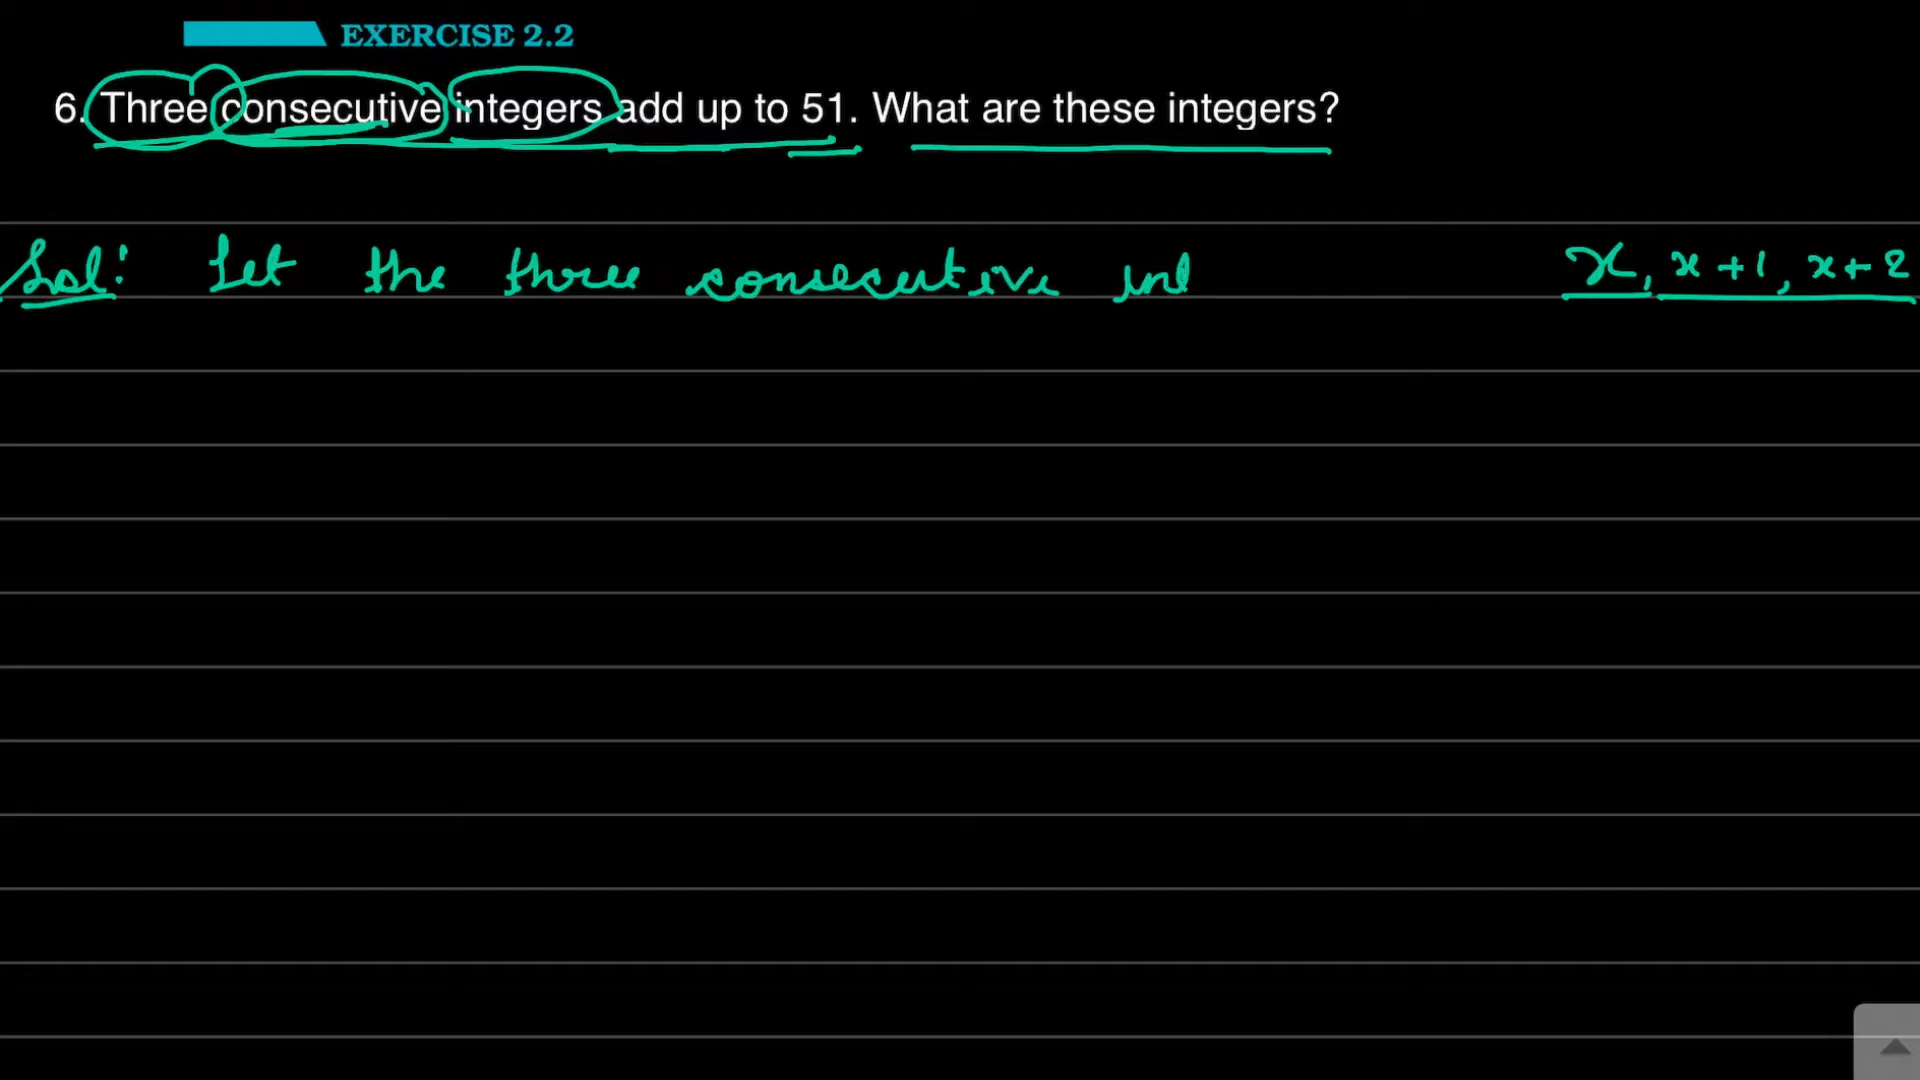 EXERCISE 2.2
6. Three consecutive integers add up to 51. What are these integers?
Sol: Let the three consecutive int x, x+1, x+2